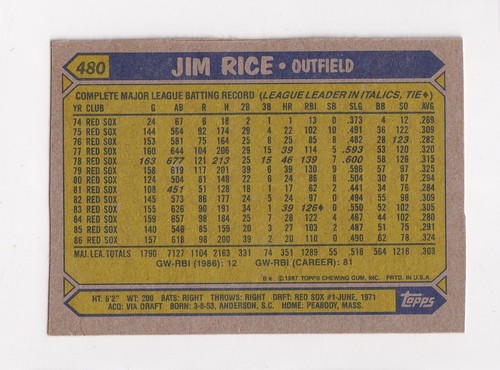 480
JIM RICE • OUTFIELD
COMPLETE MAJOR LEAGUE BATTING RECORD (LEAGUE LEADER IN ITALICS, TIE♦)
YR CLUB G AB R H 2B 3B HR RBI SB SLG BB SO AVG
74 RED SOX 24 67 6 18 2 1 1 13 0 .373 4 12 .269
75 RED SOX 144 564 92 174 29 4 22 102 10 .491 36 122 .309
76 RED SOX 153 581 75 164 25 8 25 85 8 .482 28 123 .282
77 RED SOX 160 644 104 206 29 15 39 114 5 .593 53 120 .320
78 RED SOX 163 677 121 213 25 15 46 139 7 .600 58 126 .315
79 RED SOX 158 619 117 201 39 6 39 130 9 .596 57 97 .325
80 RED SOX 124 504 81 148 22 6 24 86 8 .504 30 87 .294
81 RED SOX 108 451 51 128 18 1 17 62 2 .441 34 76 .284
82 RED SOX 145 573 86 177 24 5 24 97 0 .494 55 98 .309
83 RED SOX 155 626 90 191 34 1 39 126♦ 0 .550 52 102 .305
84 RED SOX 159 657 98 184 25 7 28 122 4 .467 44 102 .280
85 RED SOX 140 546 85 159 20 3 27 103 2 .487 51 75 .291
86 RED SOX 157 618 98 200 39 2 20 110 0 .490 62 78 .324
MAJ. LEA. TOTALS 1790 7127 1104 2163 331 74 351 1289 55 .516 564 1218 .303
GW-RBI (1986): 12 GW-RBI (CAREER): 81
©1987 TOPPS CHEWING GUM, INC. PRTD. IN U.S.A.
HT: 6'2" WT: 200 BATS: RIGHT THROWS: RIGHT DRFT: RED SOX #1-JUNE, 1971
ACQ: VIA DRAFT BORN: 3-8-53, ANDERSON, S.C. HOME: PEABODY, MASS.
Topps